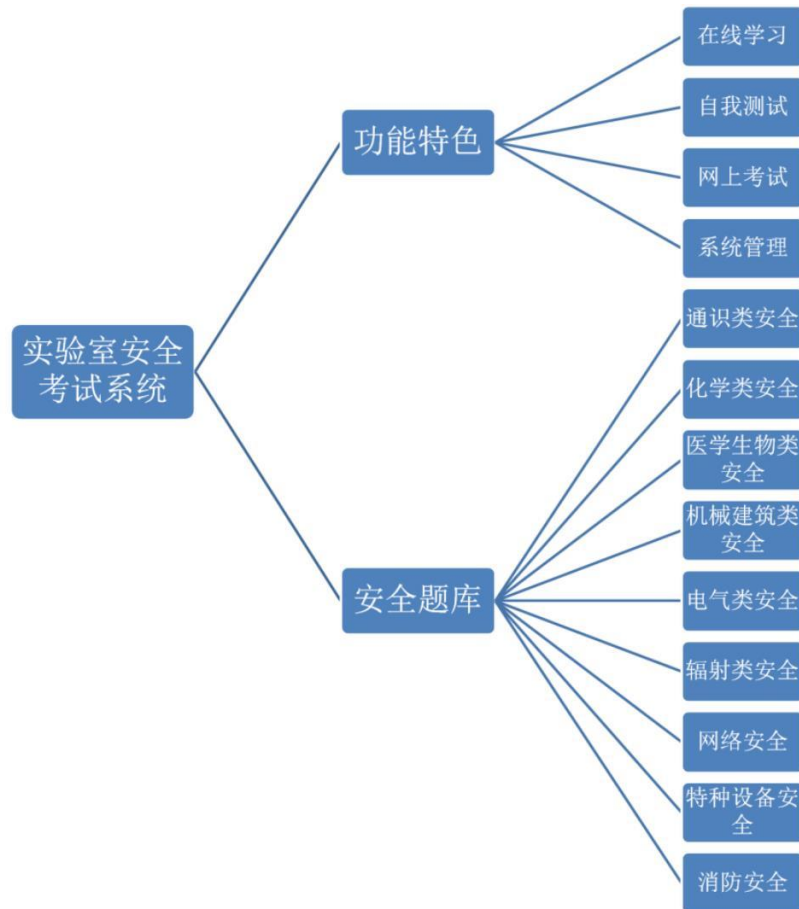 实验室安全
考试系统
功能特色
在线学习
自我测试
网上考试
系统管理
安全题库
通识类安全
化学类安全
医学生物类
安全
机械建筑类
安全
电气类安全
辐射类安全
网络安全
特种设备安
全
消防安全